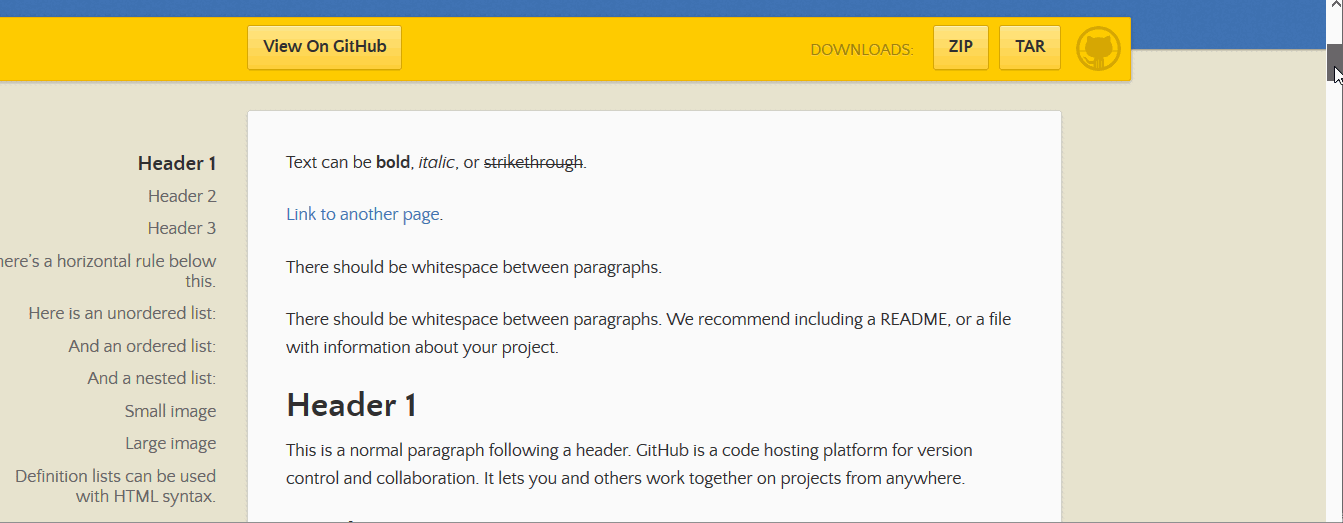 View On GitHub
DOWNLOADS:
ZIP
TAR
Header 1
Header 2
Header 3
here's a horizontal rule below
this.
Here is an unordered list:
And an ordered list:
And a nested list:
Small image
Large image
Definition lists can be used
with HTML syntax.
Text can be bold, italic, or strikethrough.
Link to another page.
There should be whitespace between paragraphs.
There should be whitespace between paragraphs. We recommend including a README, or a file
with information about your project.
Header 1
This is a normal paragraph following a header. GitHub is a code hosting platform for version
control and collaboration. It lets you and others work together on projects from anywhere.